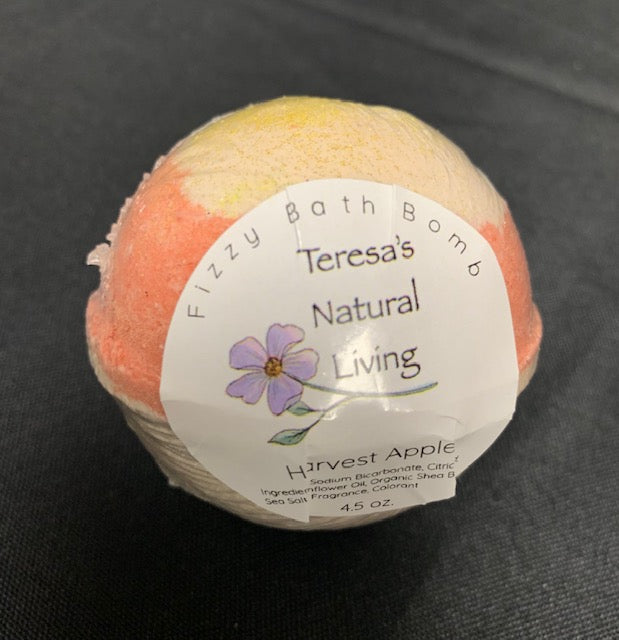 Fizzy Bath Bomb
Teresa's
Natural
Living
Harvest Apple
Sodium Bicarbonate, Citric
flower Oil, Organic Shea B
Sea Salt Fragrance, Colorant
4.5 oz.